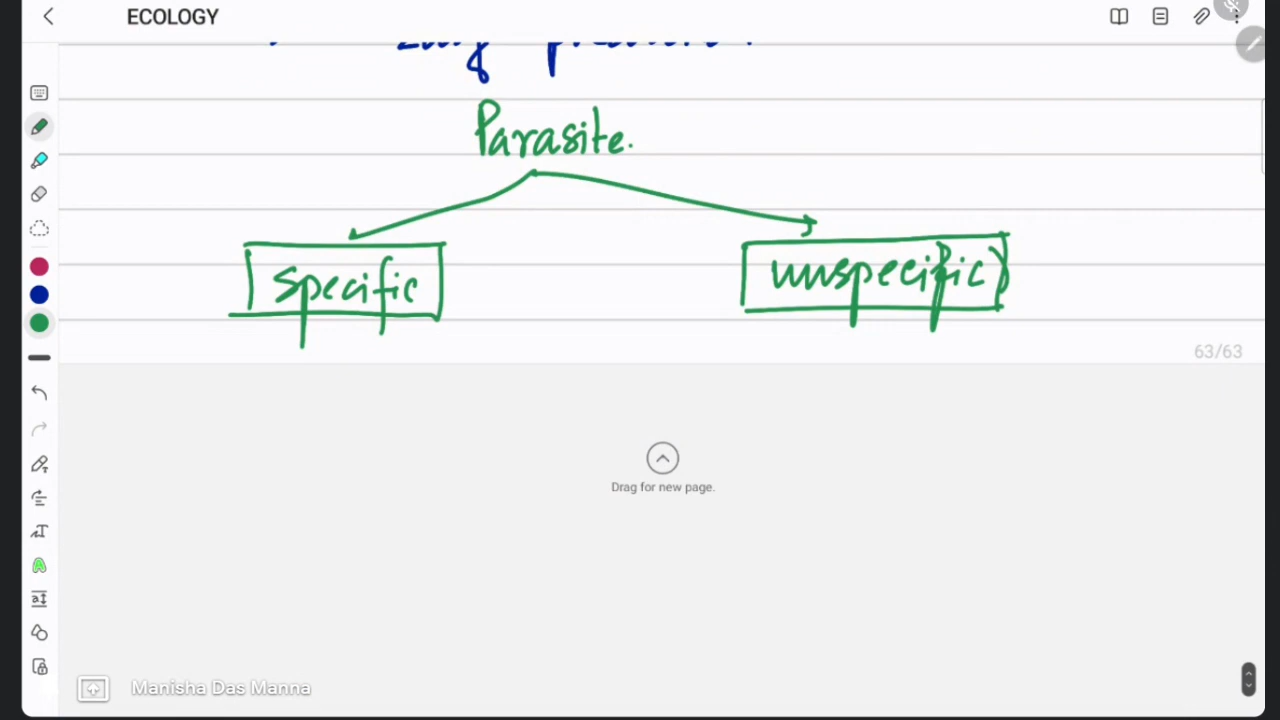 ECOLOGY
Parasite.
specific
unspecific
63/63
Drag for new page.
Manisha Das Manna